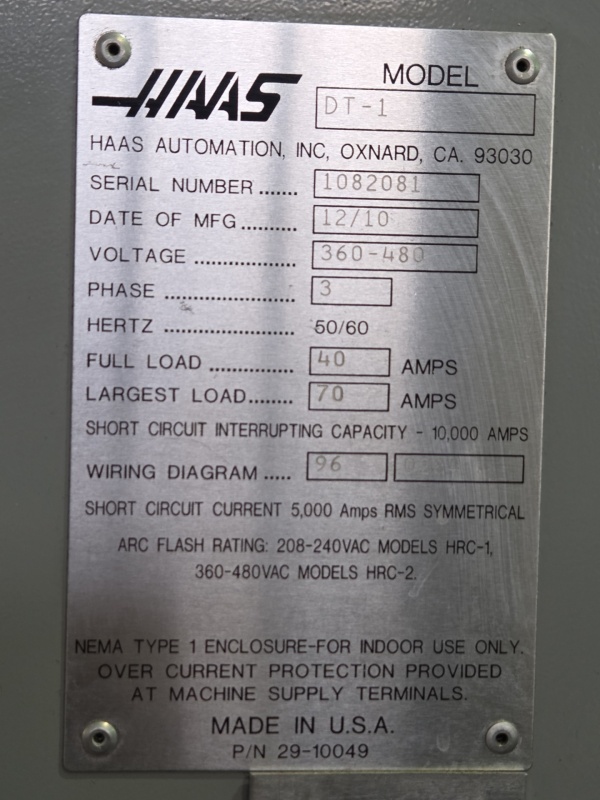 HAAS
MODEL
DT-1
HAAS AUTOMATION, INC, OXNARD, CA. 93030
SERIAL NUMBER ....... 1082081
DATE OF MFG.......... 12/10
VOLTAGE .................. 360-480
PHASE ....................... 3
HERTZ ....................... 50/60
FULL LOAD ............... 40 AMPS
LARGEST LOAD........ 70 AMPS
SHORT CIRCUIT INTERRUPTING CAPACITY - 10,000 AMPS
WIRING DIAGRAM ..... 96
SHORT CIRCUIT CURRENT 5,000 Amps RMS SYMMETRICAL
ARC FLASH RATING: 208-240VAC MODELS HRC-1,
360-480VAC MODELS HRC-2.
NEMA TYPE 1 ENCLOSURE-FOR INDOOR USE ONLY.
OVER CURRENT PROTECTION PROVIDED
AT MACHINE SUPPLY TERMINALS.
MADE IN U.S.A.
P/N 29-10049